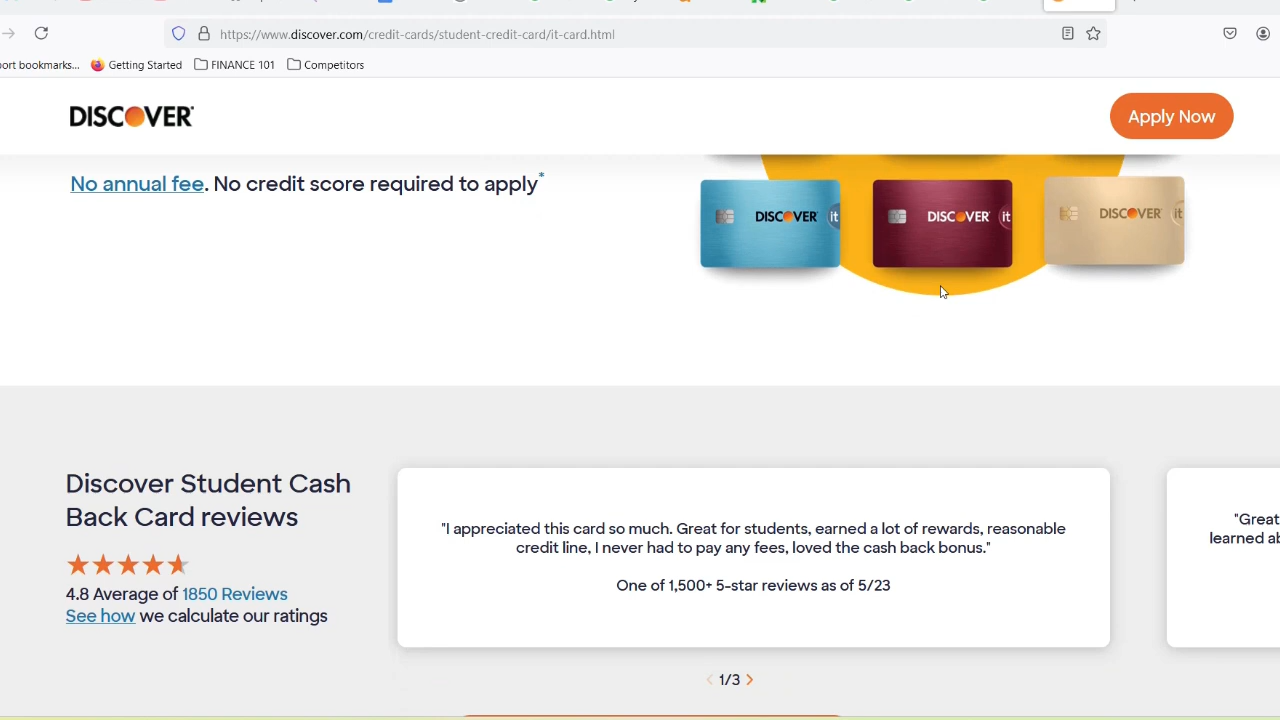 https://www.discover.com/credit-cards/student-credit-card/it-card.html
ort bookmarks... Getting Started FINANCE 101 Competitors
DISCOVER
Apply Now
No annual fee. No credit score required to apply*
DISCOVER it
DISCOVER it
DISCOVER it
Discover Student Cash
Back Card reviews
4.8 Average of 1850 Reviews
See how we calculate our ratings
"I appreciated this card so much. Great for students, earned a lot of rewards, reasonable
credit line, I never had to pay any fees, loved the cash back bonus."
One of 1,500+ 5-star reviews as of 5/23
"Great
learned ab
< 1/3 >